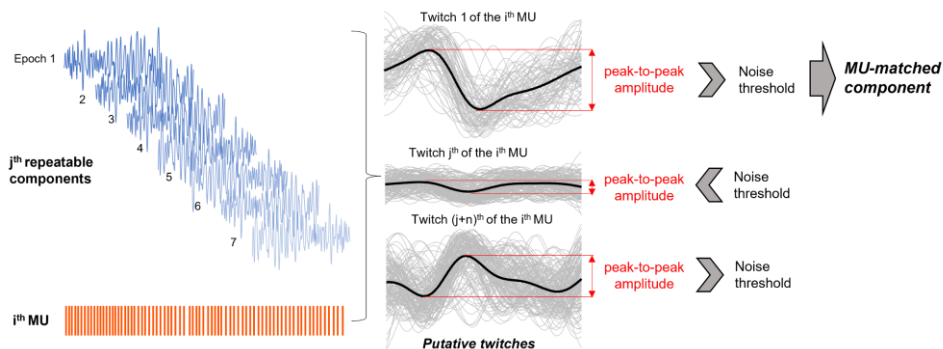 Epoch 1
2
3
4
5
6
7
jth repeatable
components
ith MU
Twitch 1 of the ith MU
peak-to-peak
amplitude
Noise
threshold
MU-matched
component
Twitch jth of the ith MU
peak-to-peak
amplitude
Noise
threshold
Twitch (j+n)th of the ith MU
peak-to-peak
amplitude
Noise
threshold
Putative twitches